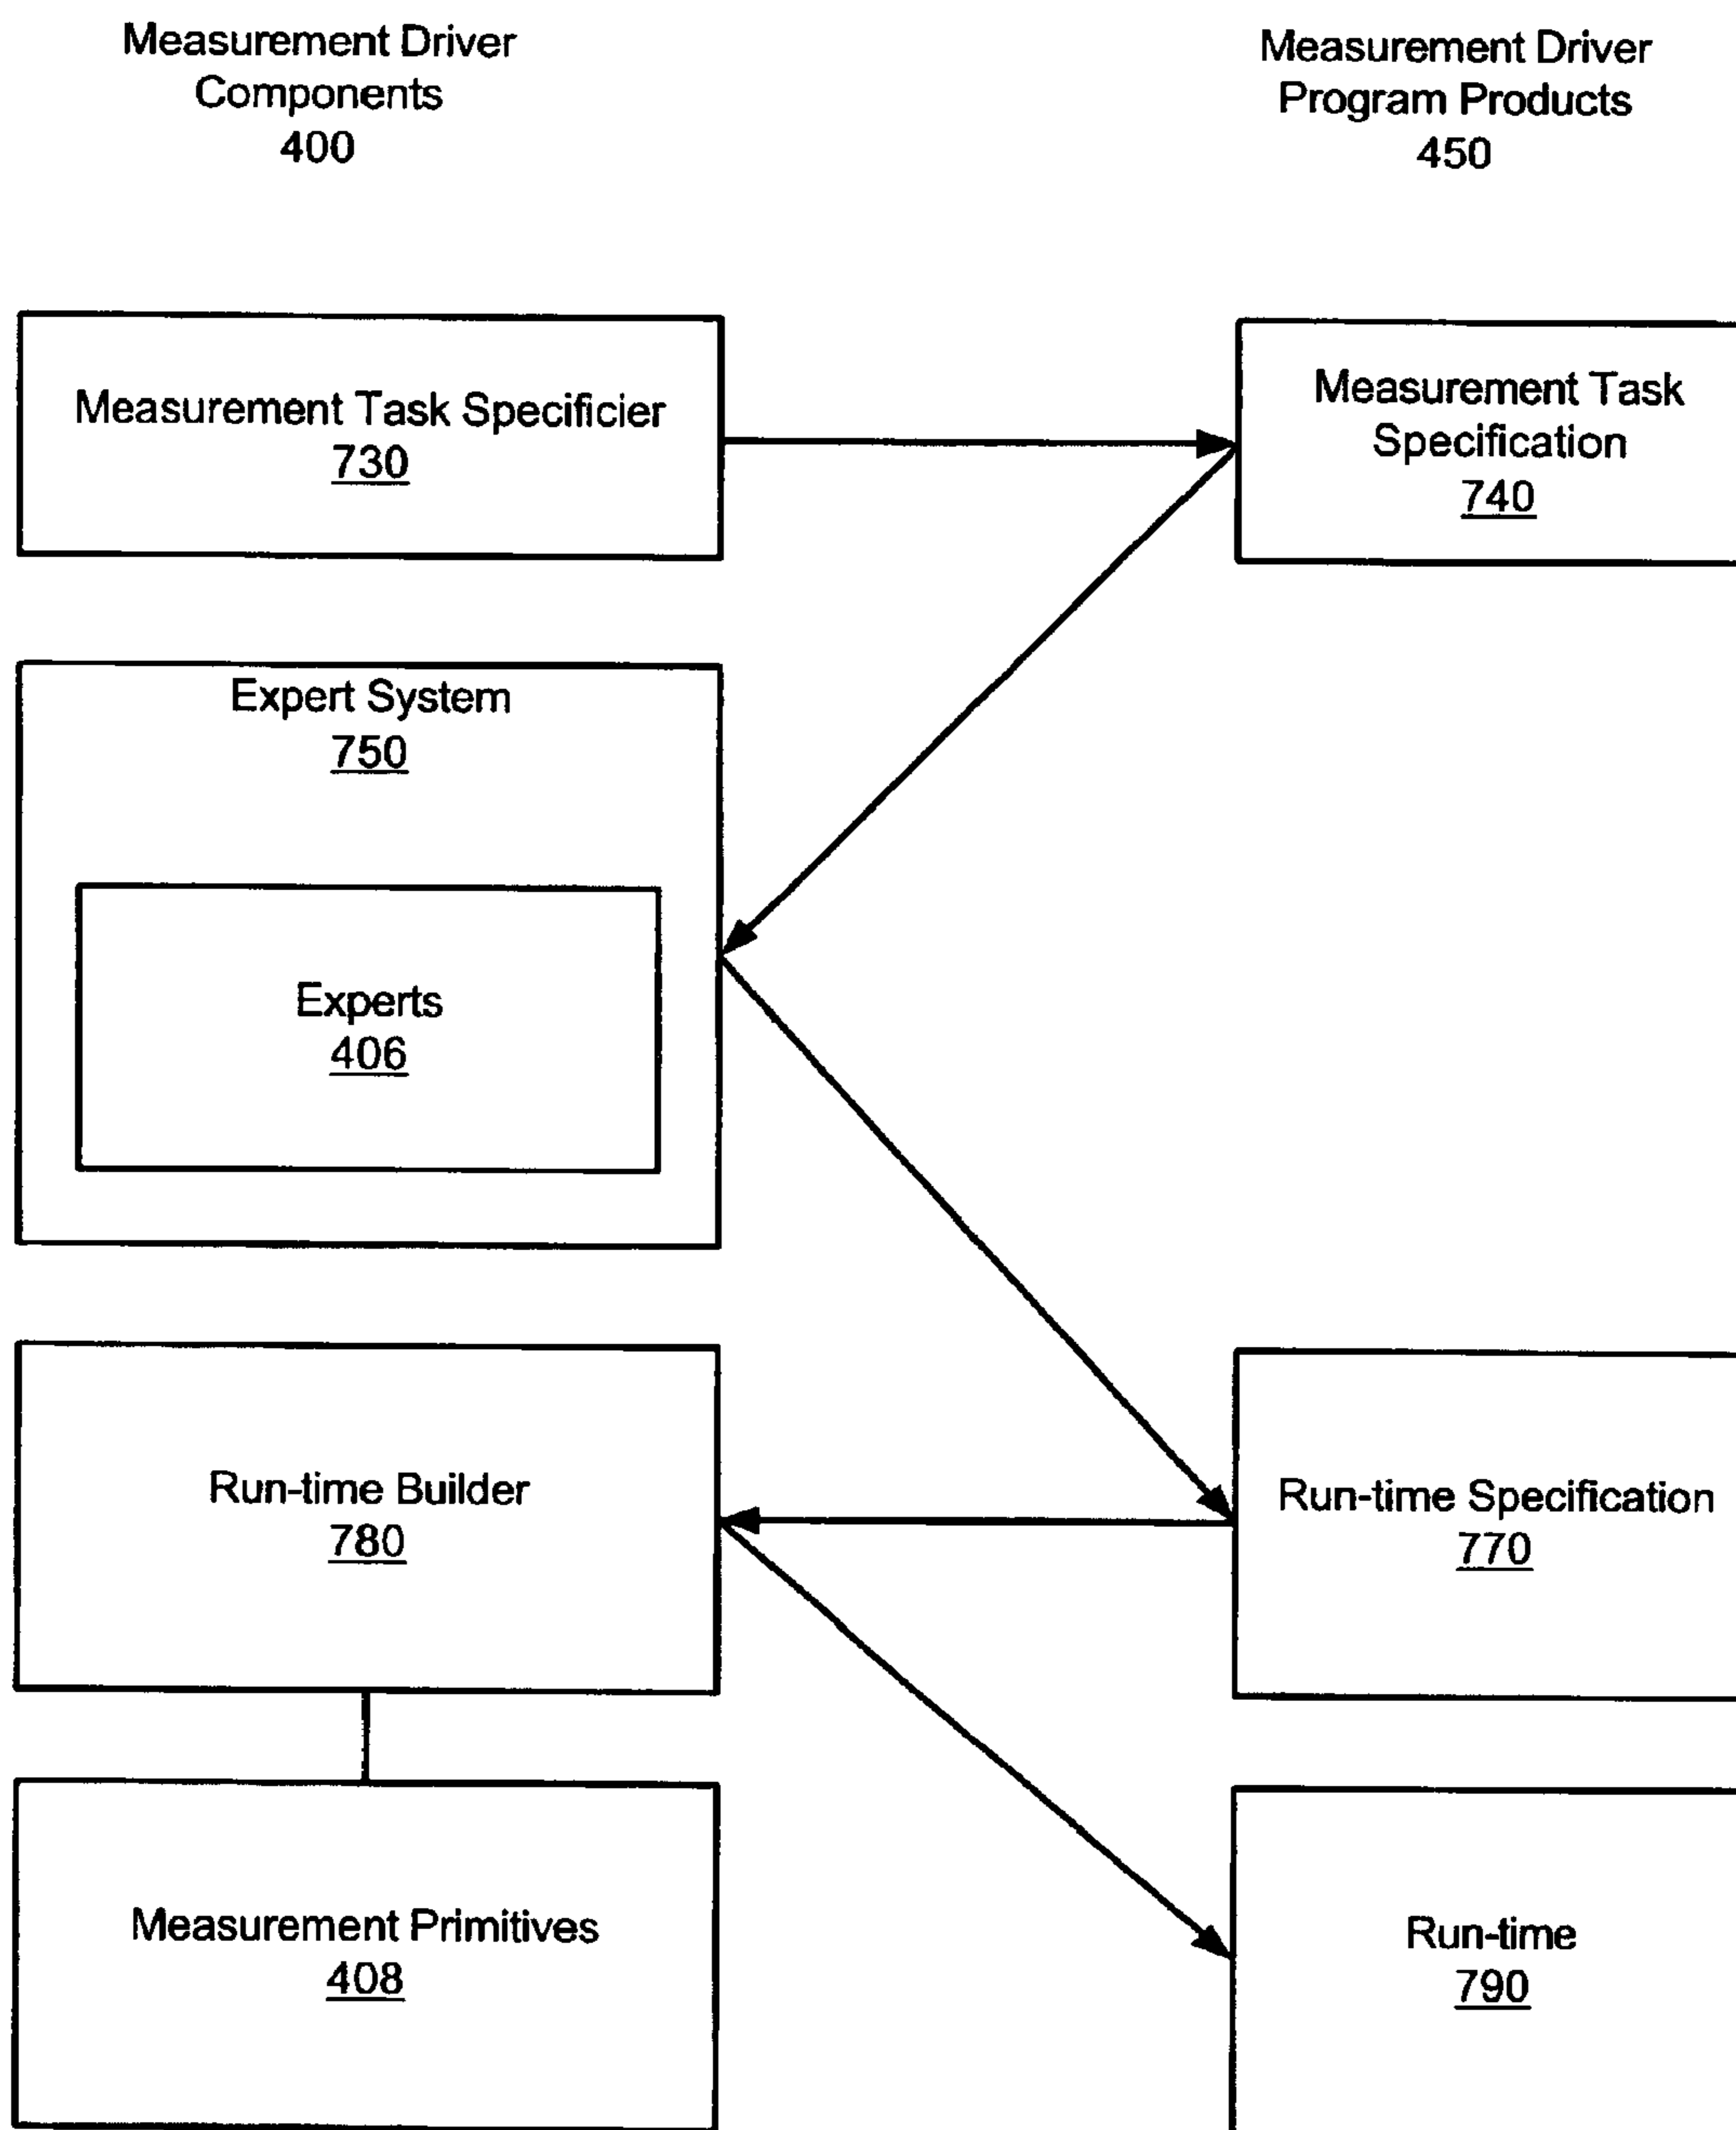 Measurement Driver
Components
400
Measurement Driver
Program Products
450
Measurement Task Specificier
730
Measurement Task
Specification
740
Expert System
750
Experts
406
Run-time Builder
780
Run-time Specification
770
Measurement Primitives
408
Run-time
790